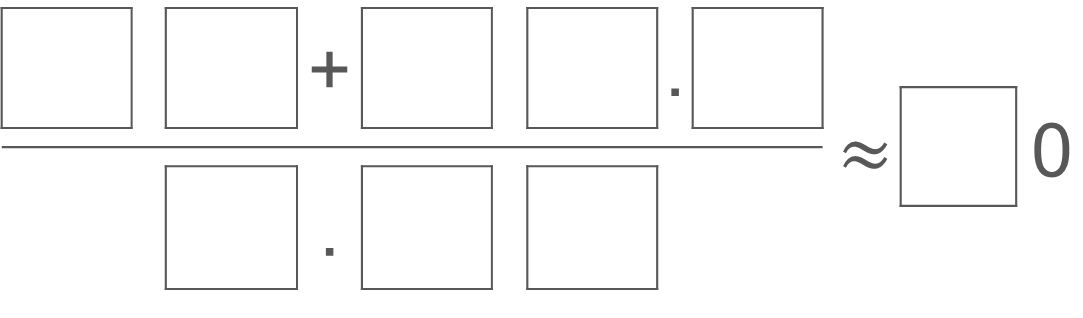 + . ≈ 0
.